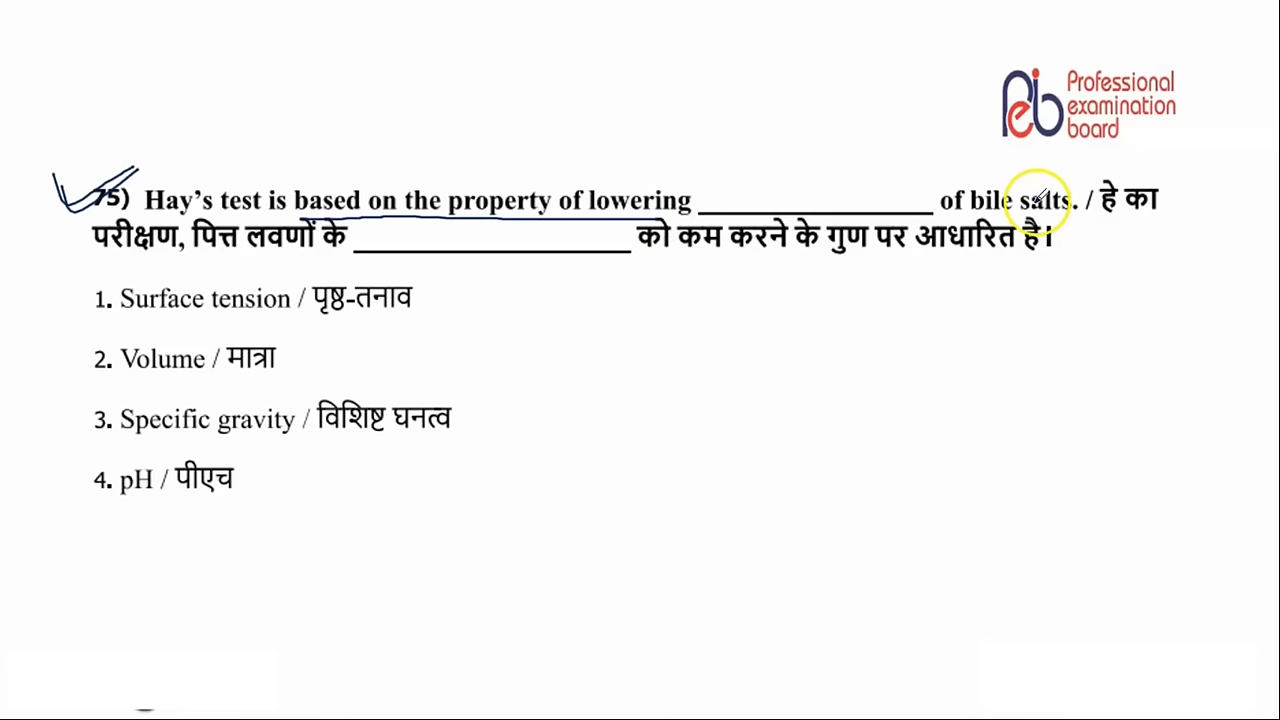 Professional
examination
board
75) Hay's test is based on the property of lowering _________________ of bile salts. / हे का
परीक्षण, पित्त लवणों के ____________________ को कम करने के गुण पर आधारित है।
1. Surface tension / पृष्ठ-तनाव
2. Volume / मात्रा
3. Specific gravity / विशिष्ट घनत्व
4. pH / पीएच